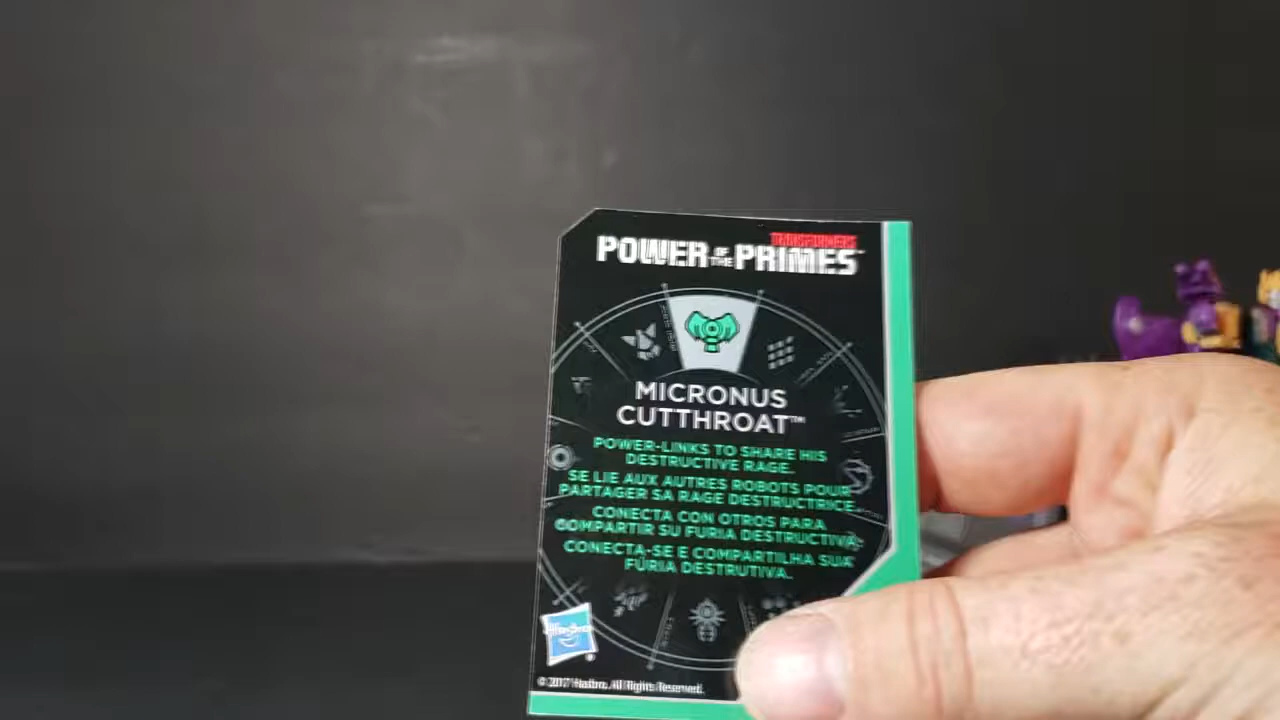 TRANSFORMERS
POWER OF THE PRIMES™
MICRONUS
CUTTHROAT™
POWER-LINKS TO SHARE HIS
DESTRUCTIVE RAGE.
SE LIE AUX AUTRES ROBOTS POUR
PARTAGER SA RAGE DESTRUCTRICE.
CONECTA CON OTROS PARA
COMPARTIR SU FURIA DESTRUCTIVA.
CONECTA-SE E COMPARTILHA SUA
FÚRIA DESTRUTIVA.
Hasbro
®
© 2017 Hasbro. All Rights Reserved.